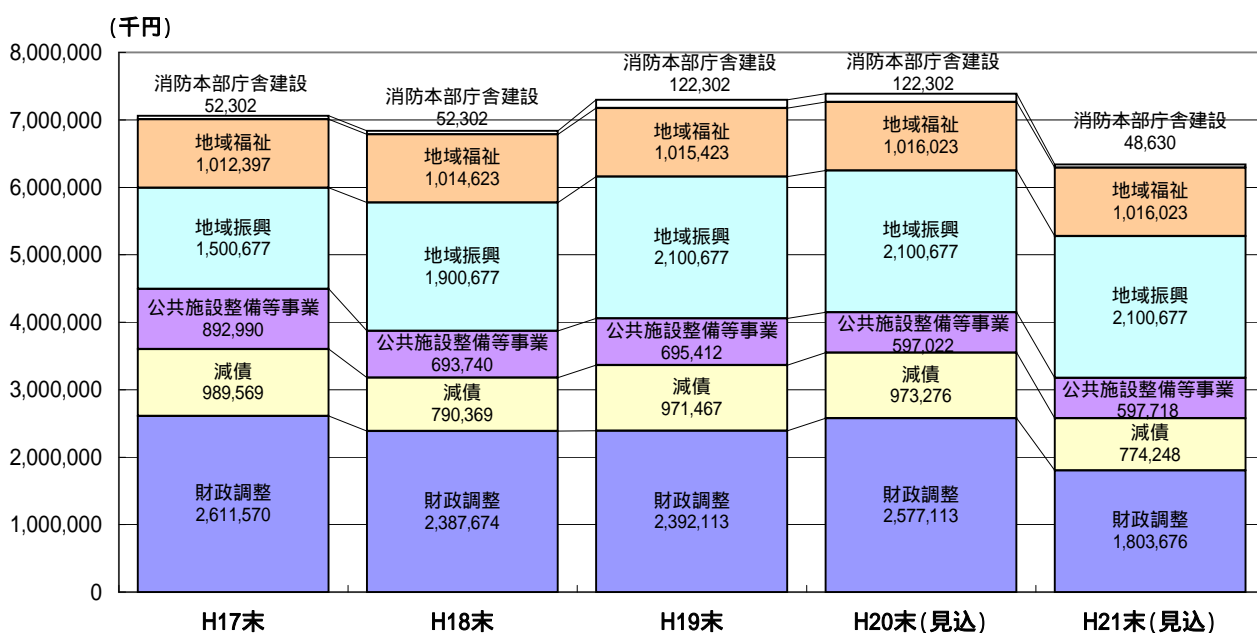 (千円)
8,000,000
7,000,000
6,000,000
5,000,000
4,000,000
3,000,000
2,000,000
1,000,000
0
消防本部庁舎建設
52,302
地域福祉
1,012,397
地域振興
1,500,677
公共施設整備等事業
892,990
減債
989,569
財政調整
2,611,570
H17末
消防本部庁舎建設
52,302
地域福祉
1,014,623
地域振興
1,900,677
公共施設整備等事業
693,740
減債
790,369
財政調整
2,387,674
H18末
消防本部庁舎建設
122,302
地域福祉
1,015,423
地域振興
2,100,677
公共施設整備等事業
695,412
減債
971,467
財政調整
2,392,113
H19末
消防本部庁舎建設
122,302
地域福祉
1,016,023
地域振興
2,100,677
公共施設整備等事業
597,022
減債
973,276
財政調整
2,577,113
H20末(見込)
消防本部庁舎建設
48,630
地域福祉
1,016,023
地域振興
2,100,677
公共施設整備等事業
597,718
減債
774,248
財政調整
1,803,676
H21末(見込)